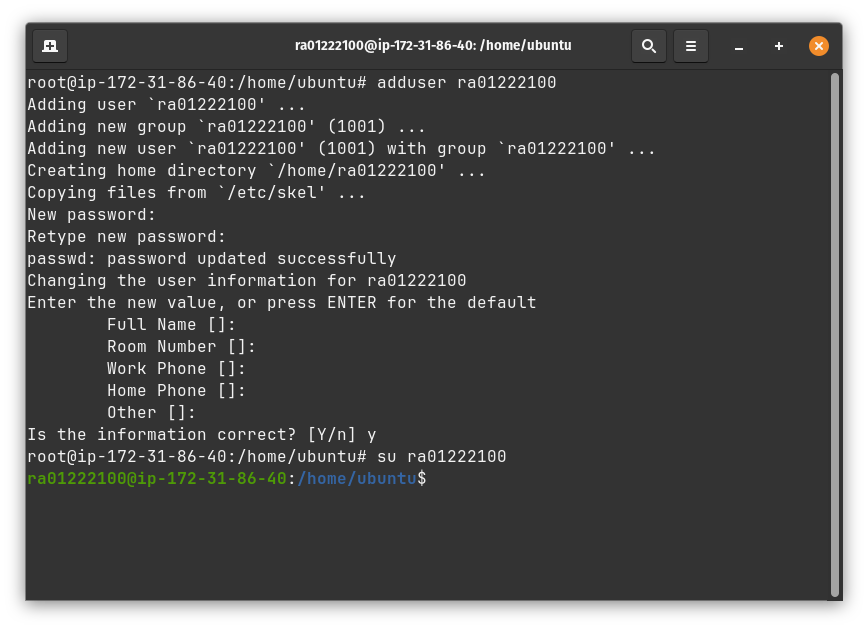 ra01222100@ip-172-31-86-40: /home/ubuntu
root@ip-172-31-86-40:/home/ubuntu# adduser ra01222100
Adding user `ra01222100' ...
Adding new group `ra01222100' (1001) ...
Adding new user `ra01222100' (1001) with group `ra01222100' ...
Creating home directory `/home/ra01222100' ...
Copying files from `/etc/skel' ...
New password:
Retype new password:
passwd: password updated successfully
Changing the user information for ra01222100
Enter the new value, or press ENTER for the default
        Full Name []:
        Room Number []:
        Work Phone []:
        Home Phone []:
        Other []:
Is the information correct? [Y/n] y
root@ip-172-31-86-40:/home/ubuntu# su ra01222100
ra01222100@ip-172-31-86-40:/home/ubuntu$